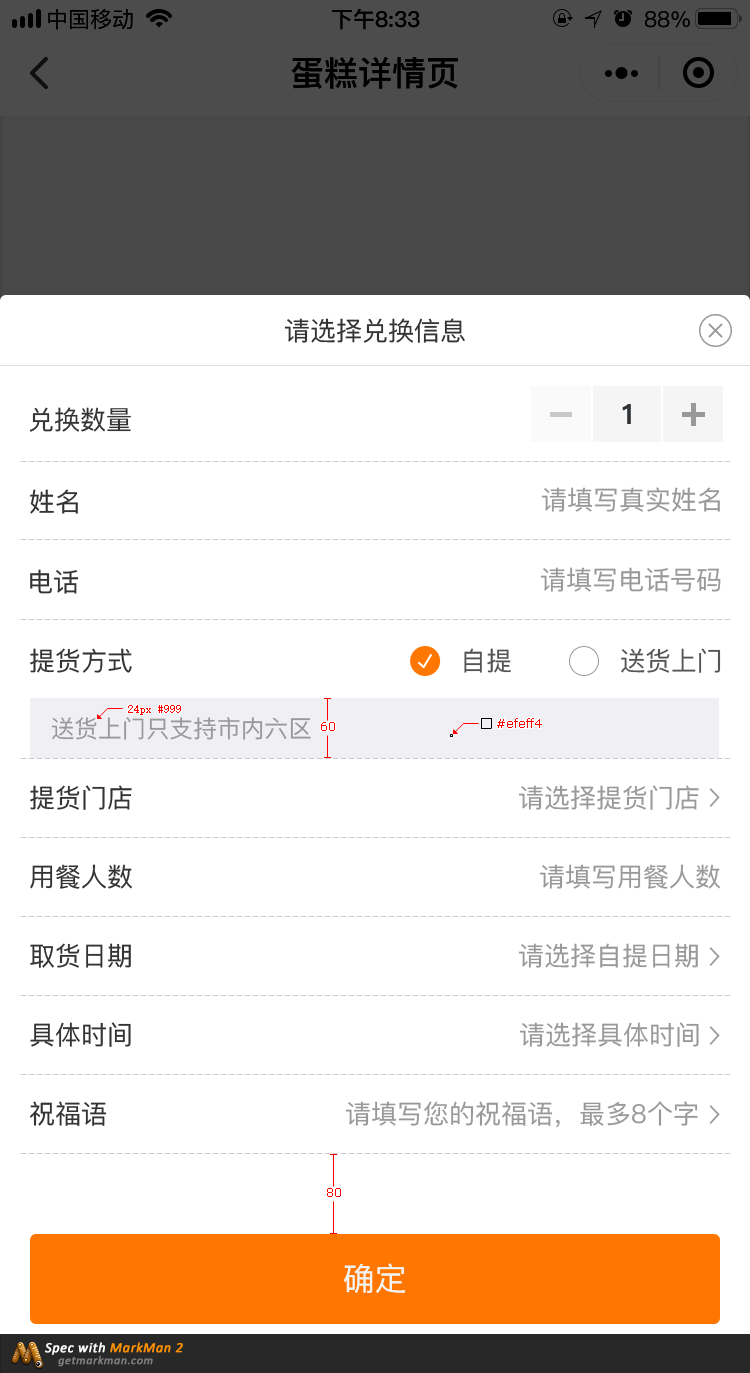 中国移动 下午8:33 88%
蛋糕详情页
请选择兑换信息
兑换数量 1
姓名 请填写真实姓名
电话 请填写电话号码
提货方式 自提 送货上门
24px #999
送货上门只支持市内六区 60 #efeff4
提货门店 请选择提货门店
用餐人数 请填写用餐人数
取货日期 请选择自提日期
具体时间 请选择具体时间
祝福语 请填写您的祝福语，最多8个字
80
确定
Spec with MarkMan 2
getmarkman.com